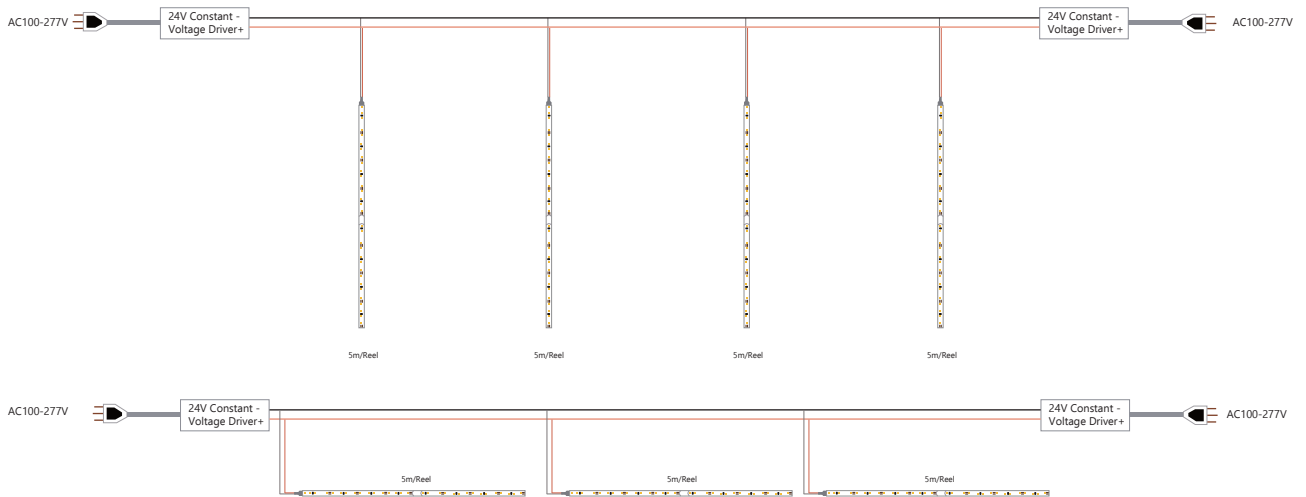 AC100-277V
24V Constant -
Voltage Driver+
24V Constant -
Voltage Driver+
AC100-277V
5m/Reel
5m/Reel
5m/Reel
5m/Reel
AC100-277V
24V Constant -
Voltage Driver+
24V Constant -
Voltage Driver+
AC100-277V
5m/Reel
5m/Reel
5m/Reel